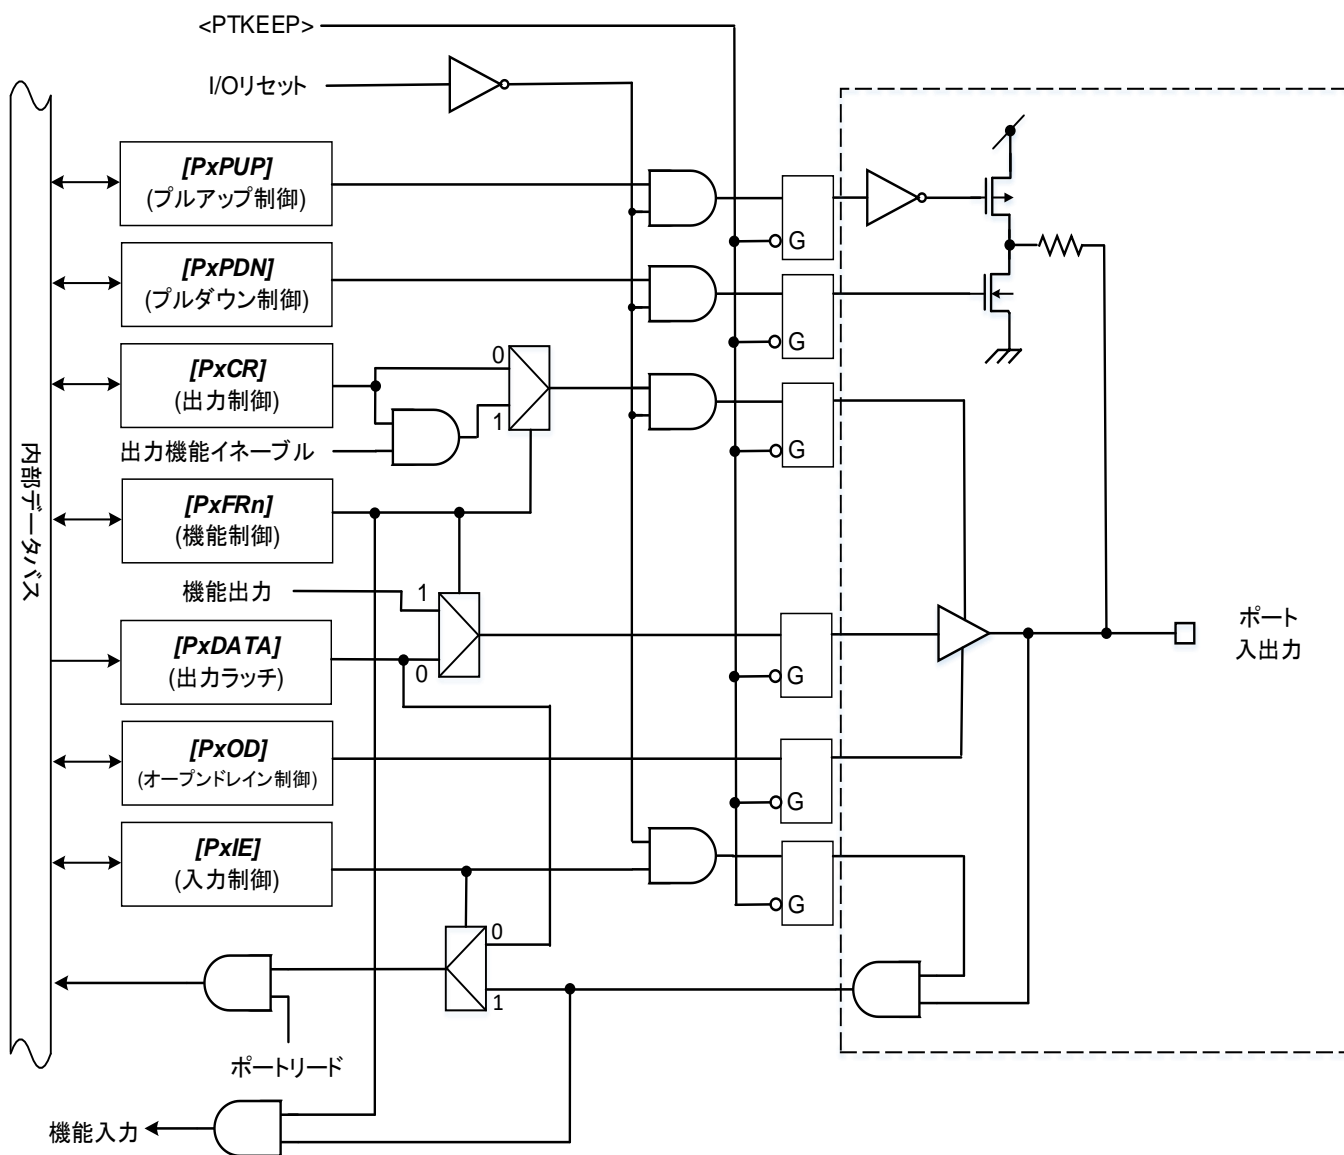 <PTKEEP>
I/Oリセット
[PxPUP]
(プルアップ制御)
G
[PxPDN]
(プルダウン制御)
G
[PxCR]
(出力制御)
0
1
G
出力機能イネーブル
内部データバス
[PxFRn]
(機能制御)
機能出力
1
0
[PxDATA]
(出力ラッチ)
G
ポート
入出力
[PxOD]
(オープンドレイン制御)
G
[PxIE]
(入力制御)
G
0
1
ポートリード
機能入力